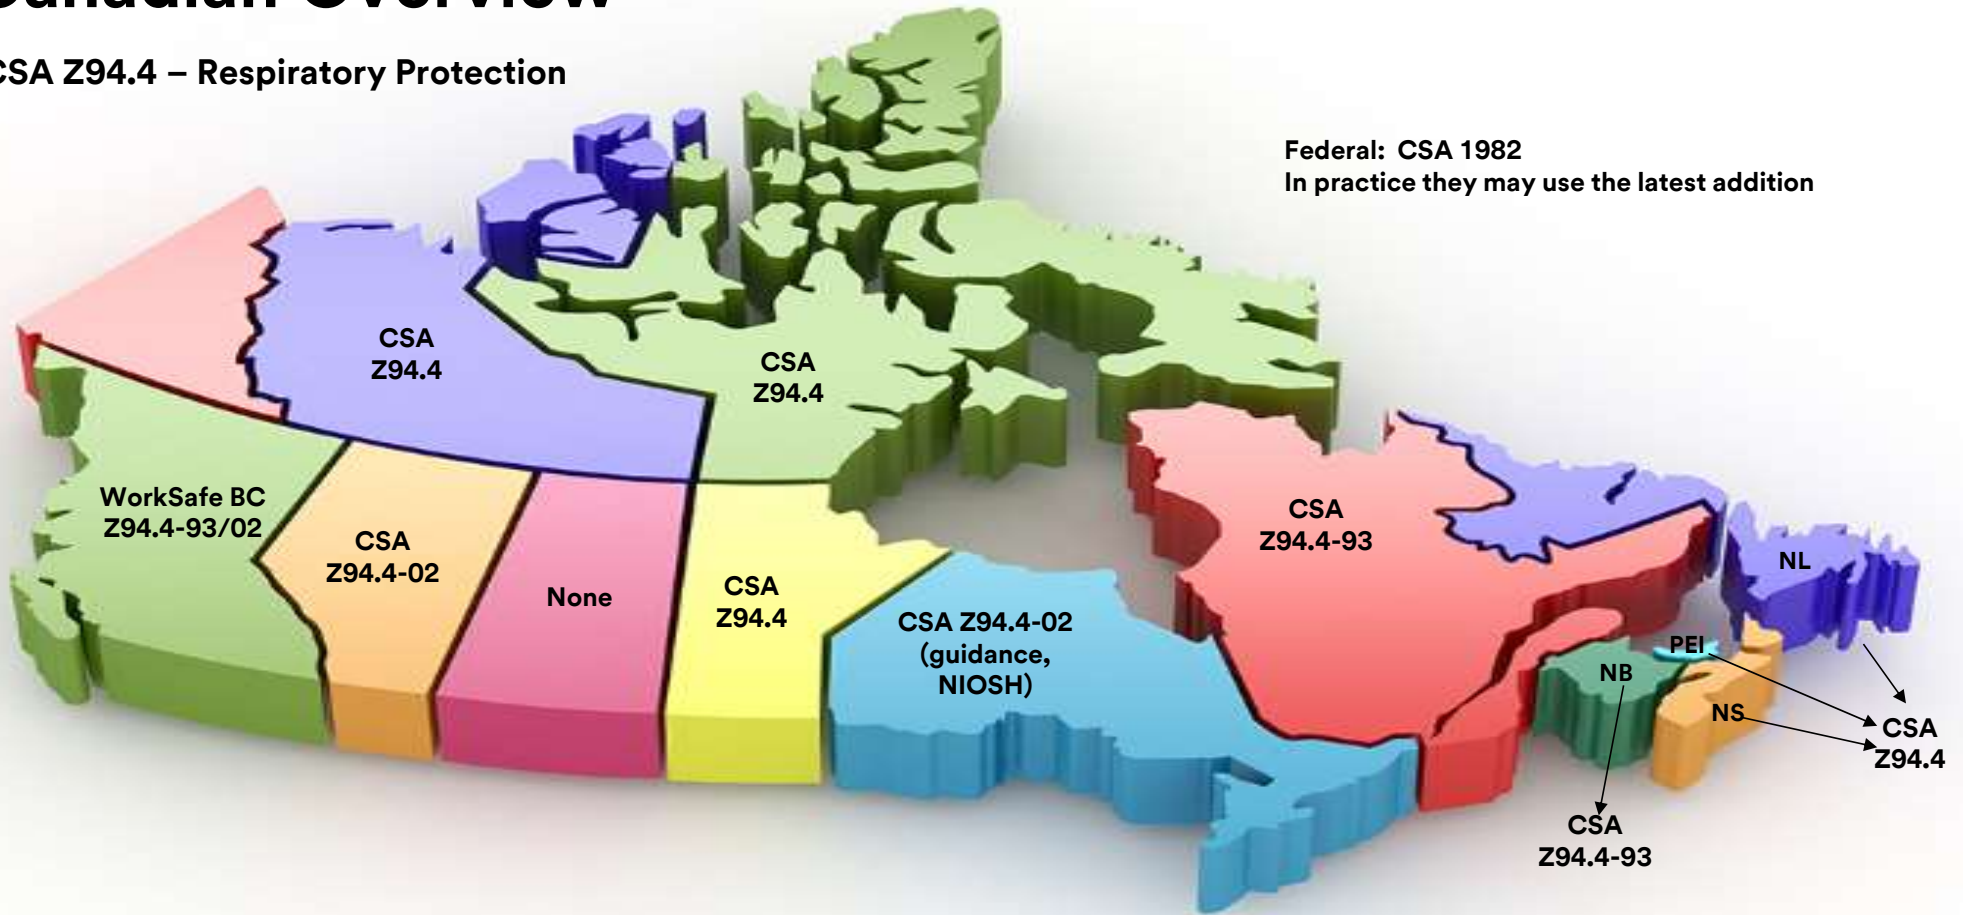 Canadian Overview
CSA Z94.4 – Respiratory Protection
Federal: CSA 1982
In practice they may use the latest addition
CSA
Z94.4
CSA
Z94.4
WorkSafe BC
Z94.4-93/02
CSA
Z94.4-02
None
CSA
Z94.4
CSA Z94.4-02
(guidance,
NIOSH)
CSA
Z94.4-93
NL
PEI
NB
NS
CSA
Z94.4
CSA
Z94.4-93